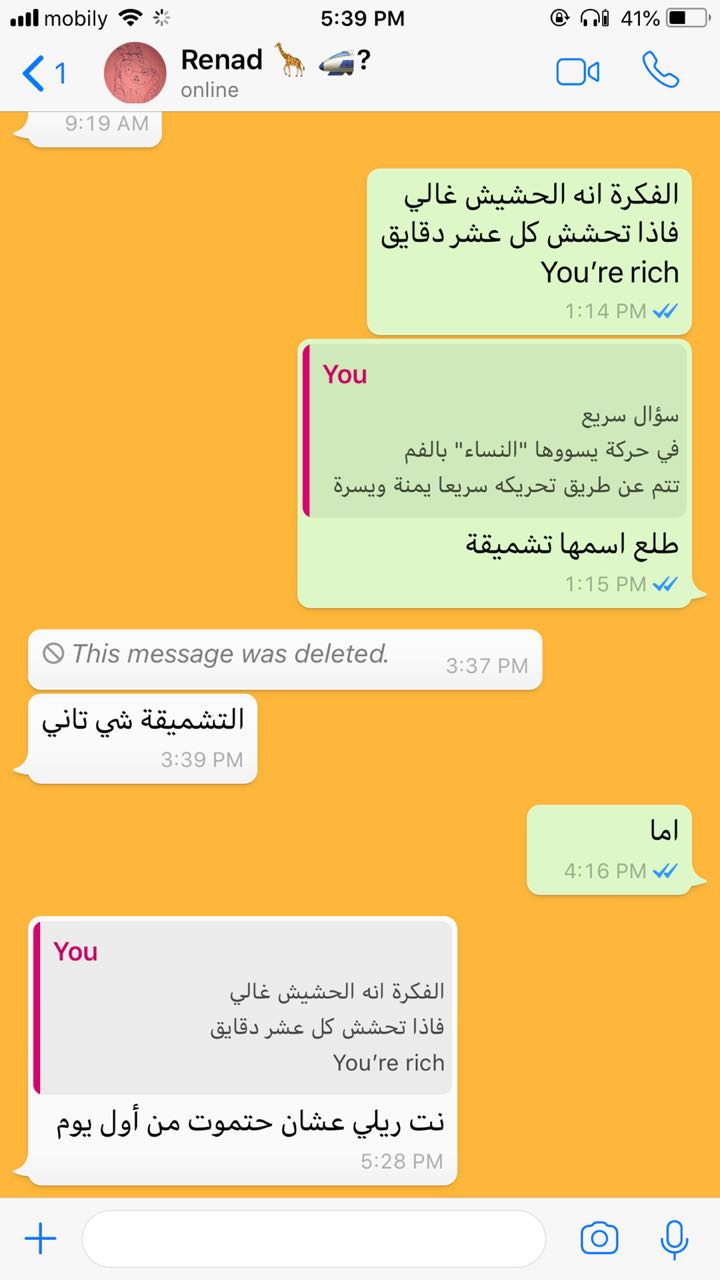 mobily
5:39 PM
41%
1
Renad 🦒 🚅?
online
9:19 AM
الفكرة انه الحشيش غالي
فاذا تحشش كل عشر دقايق
You're rich
1:14 PM
You
سؤال سريع
في حركة يسووها "النساء" بالفم
تتم عن طريق تحريكه سريعا يمنة ويسرة
طلع اسمها تشميقة
1:15 PM
This message was deleted.
3:37 PM
التشميقة شي تاني
3:39 PM
اما
4:16 PM
You
الفكرة انه الحشيش غالي
فاذا تحشش كل عشر دقايق
You're rich
نت ريلي عشان حتموت من أول يوم
5:28 PM